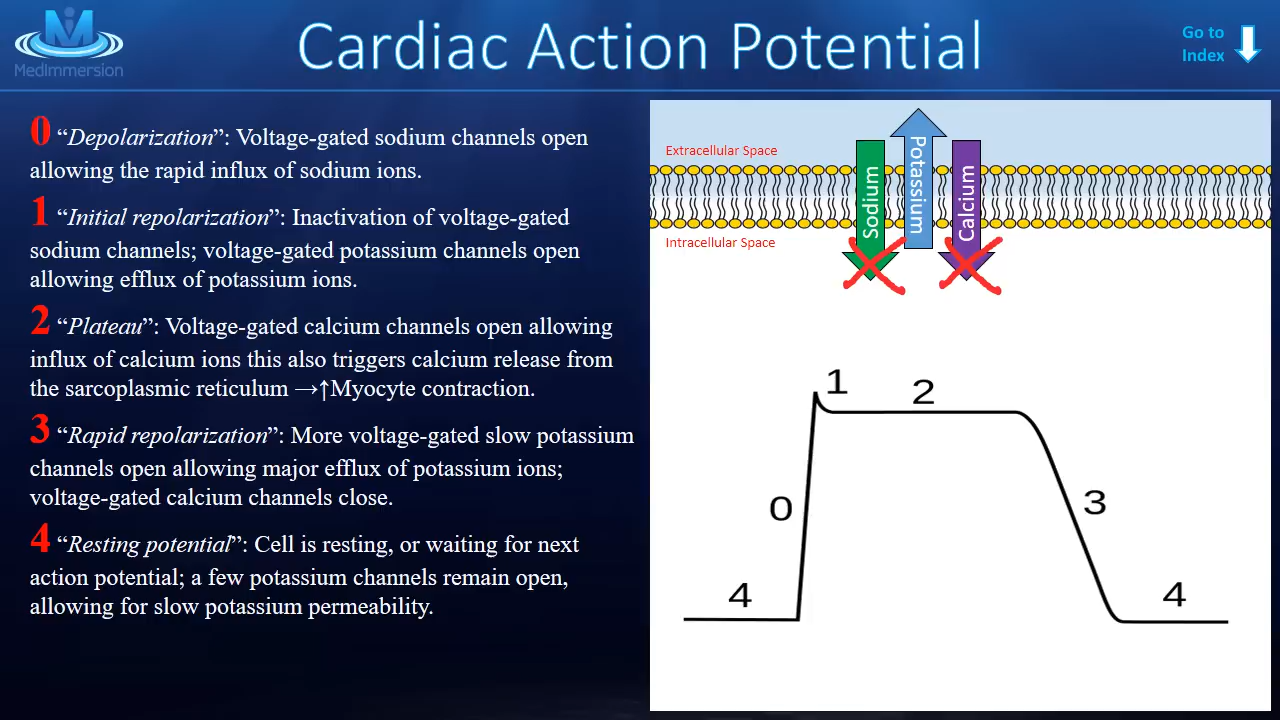 MedImmersion
Cardiac Action Potential
Go to
Index
0 “Depolarization”: Voltage-gated sodium channels open
allowing the rapid influx of sodium ions.
1 “Initial repolarization”: Inactivation of voltage-gated
sodium channels; voltage-gated potassium channels open
allowing efflux of potassium ions.
2 “Plateau”: Voltage-gated calcium channels open allowing
influx of calcium ions this also triggers calcium release from
the sarcoplasmic reticulum →↑Myocyte contraction.
3 “Rapid repolarization”: More voltage-gated slow potassium
channels open allowing major efflux of potassium ions;
voltage-gated calcium channels close.
4 “Resting potential”: Cell is resting, or waiting for next
action potential; a few potassium channels remain open,
allowing for slow potassium permeability.
Extracellular Space
Intracellular Space
Sodium
Potassium
Calcium
1
2
0
3
4
4